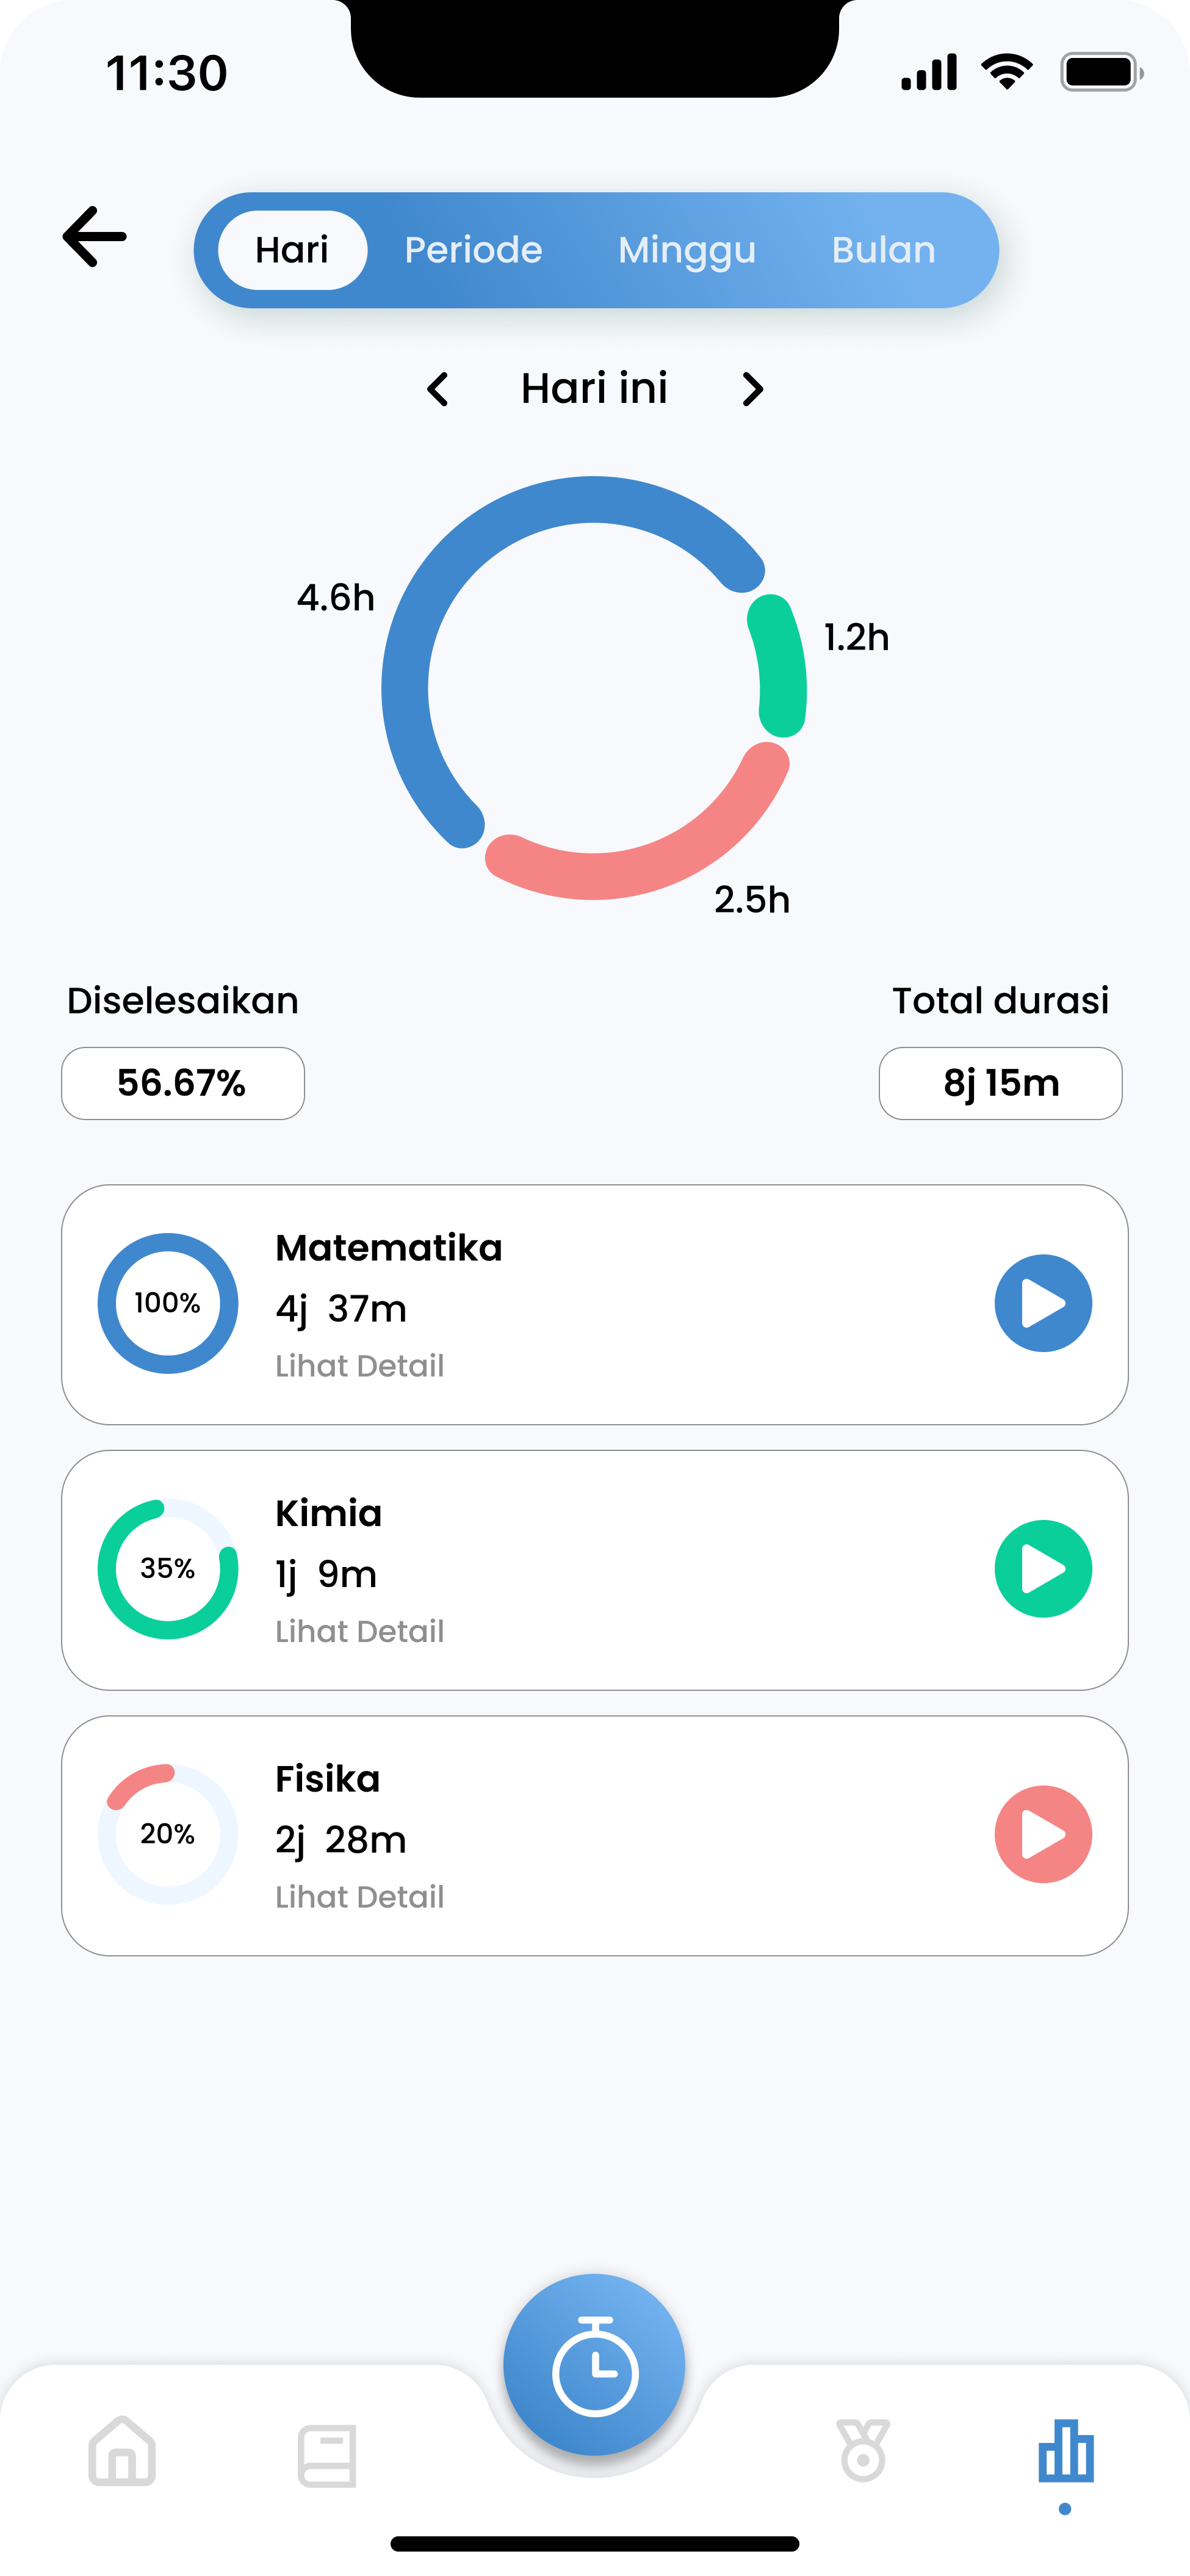 11:30
Hari Periode Minggu Bulan
Hari ini
4.6h
1.2h
2.5h
Diselesaikan Total durasi
56.67% 8j 15m
Matematika
100%
4j 37m
Lihat Detail
Kimia
35%
1j 9m
Lihat Detail
Fisika
20%
2j 28m
Lihat Detail